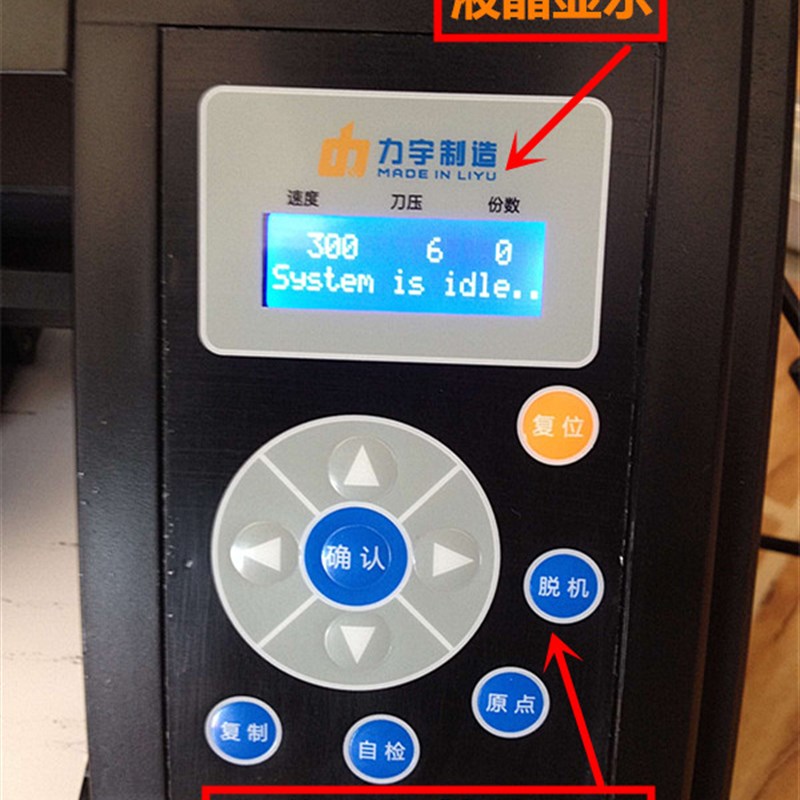 液晶显示
力宇制造
MADE IN LIYU
速度 刀压 份数
300 6 0
System is idle..
复位
确认
脱机
原点
复制
自检